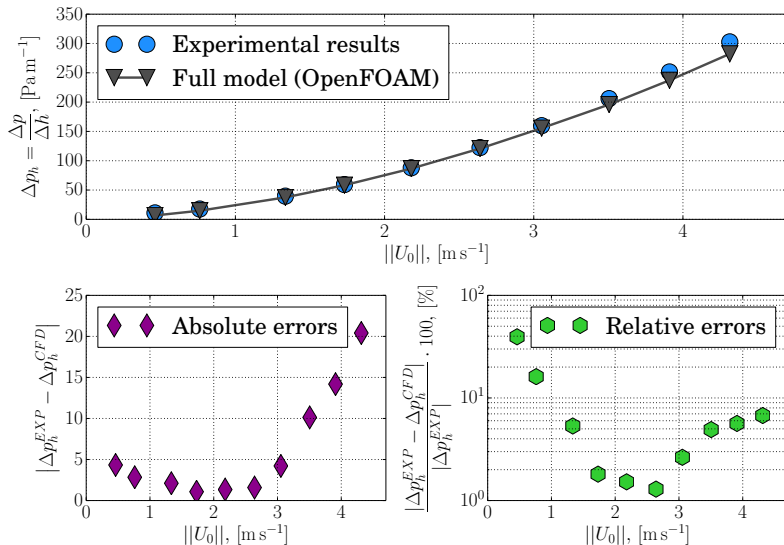 350
300
250
200
150
100
50
0
Δp_h = Δp/Δh, [Pa m⁻¹]
Experimental results
Full model (OpenFOAM)
0 1 2 3 4
||U₀||, [m s⁻¹]
25
20
15
10
5
0
|Δp_h^EXP − Δp_h^CFD|
Absolute errors
0 1 2 3 4
||U₀||, [m s⁻¹]
10²
10¹
10⁰
|Δp_h^EXP − Δp_h^CFD| / |Δp_h^EXP| · 100, [%]
Relative errors
0 1 2 3 4
||U₀||, [m s⁻¹]